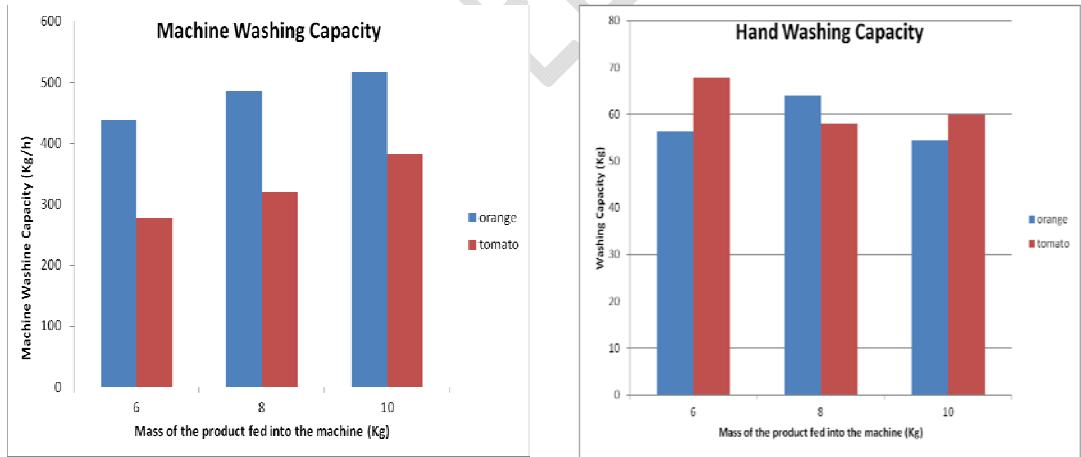 Machine Washing Capacity
Machine Washine Capacity (Kg/h)
600
500
400
300
200
100
0
6 8 10
Mass of the product fed into the machine (Kg)
orange
tomato
Hand Washing Capacity
Washing Capacity (Kg)
80
70
60
50
40
30
20
10
0
6 8 10
Mass of the product fed into the machine (Kg)
orange
tomato